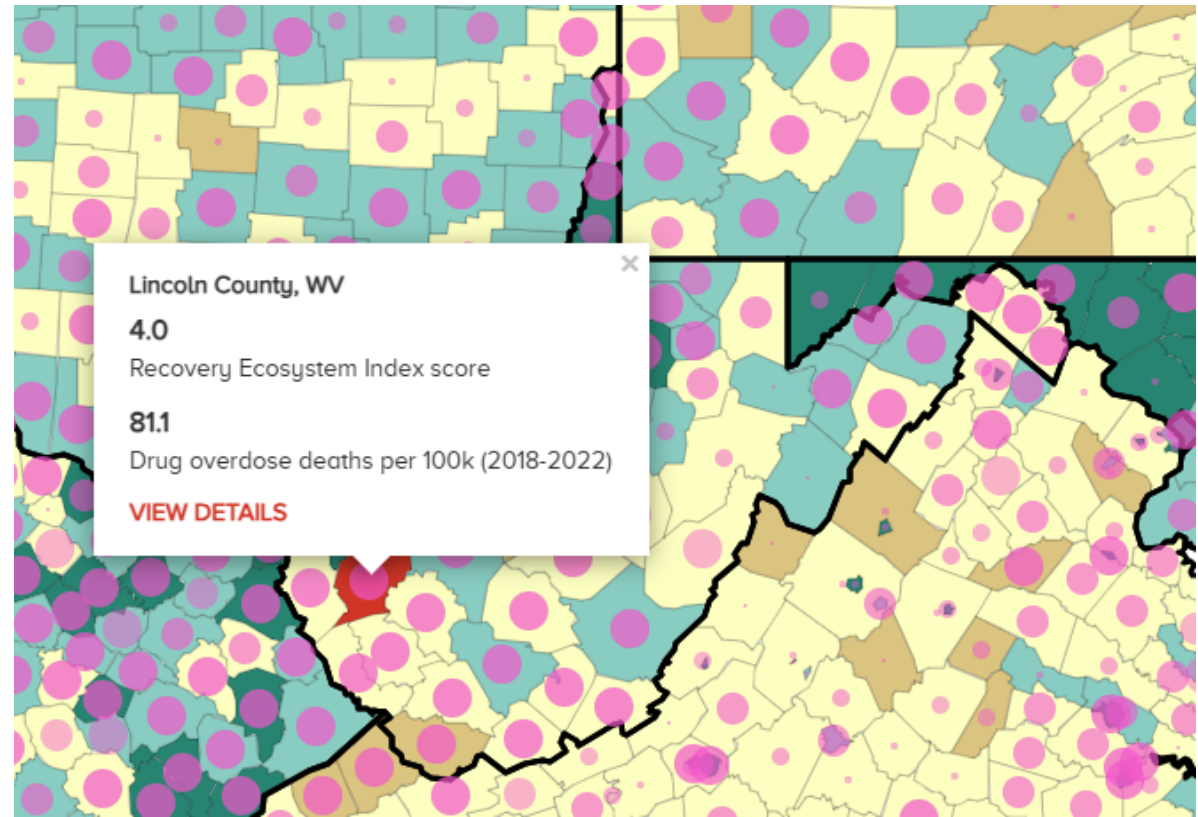 ×
Lincoln County, WV
4.0
Recovery Ecosystem Index score
81.1
Drug overdose deaths per 100k (2018-2022)
VIEW DETAILS